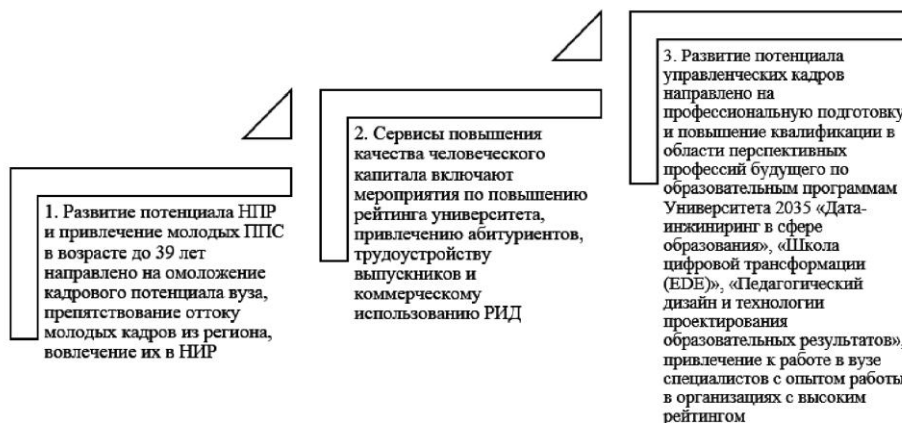 1. Развитие потенциала НПР
и привлечение молодых ППС
в возрасте до 39 лет
направлено на омоложение
кадрового потенциала вуза,
препятствование оттоку
молодых кадров из региона,
вовлечение их в НИР
2. Сервисы повышения
качества человеческого
капитала включают
мероприятия по повышению
рейтинга университета,
привлечению абитуриентов,
трудоустройству
выпускников и
коммерческому
использованию РИД
3. Развитие потенциала
управленческих кадров
направлено на
профессиональную подготовку
и повышение квалификации в
области перспективных
профессий будущего по
образовательным программам
Университета 2035 «Дата-
инжиниринг в сфере
образования», «Школа
цифровой трансформации
(EDE)», «Педагогический
дизайн и технологии
проектирования
образовательных результатов»,
привлечение к работе в вузе
специалистов с опытом работы
в организациях с высоким
рейтингом